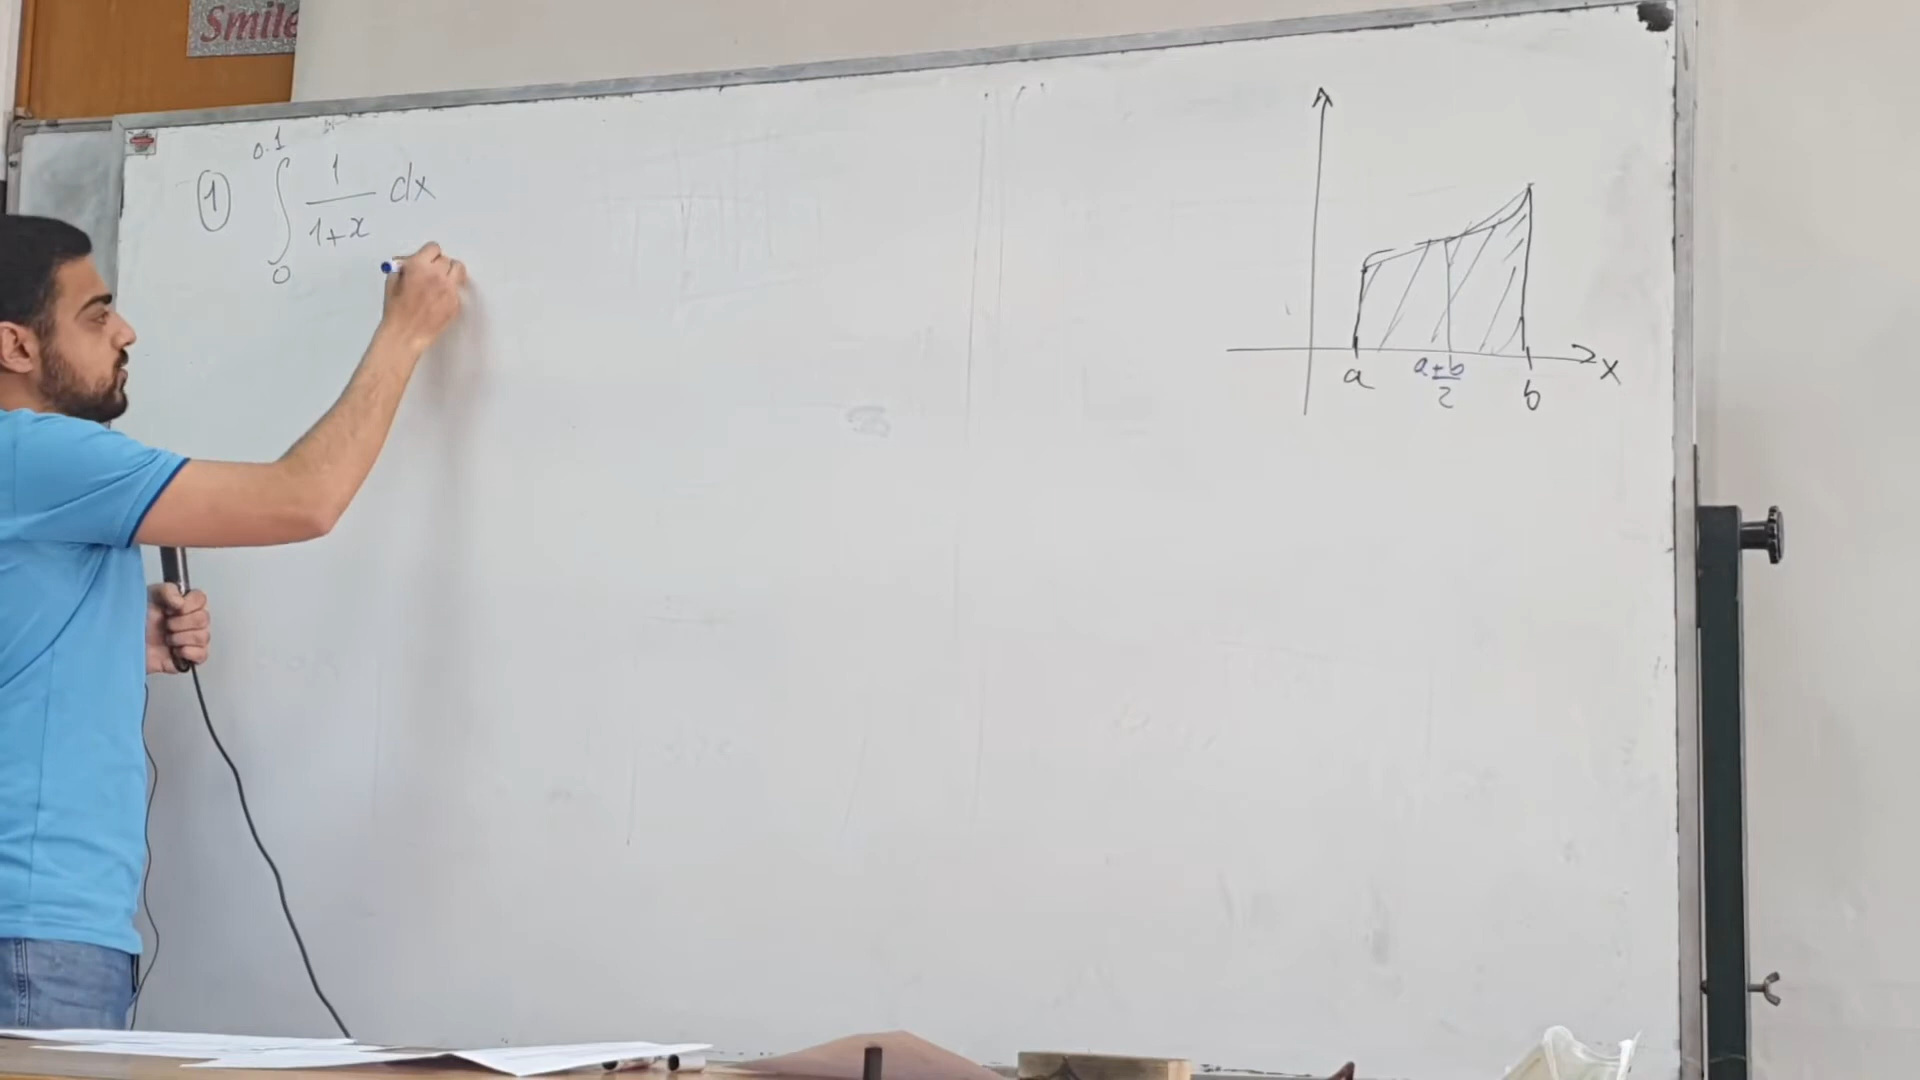 Smile
① ∫₀^0.1 1/(1+x) dx
x
a (a+b)/2 b